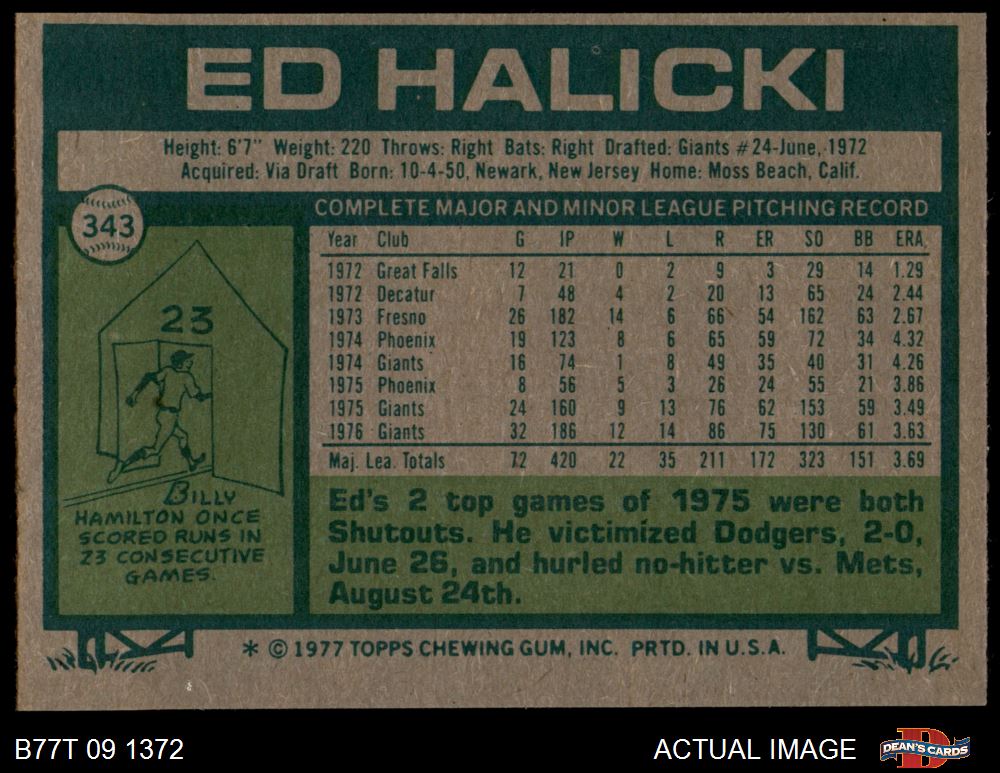 ED HALICKI
Height: 6'7" Weight: 220 Throws: Right Bats: Right Drafted: Giants #24-June, 1972
Acquired: Via Draft Born: 10-4-50, Newark, New Jersey Home: Moss Beach, Calif.
343
COMPLETE MAJOR AND MINOR LEAGUE PITCHING RECORD
Year Club G IP W L R ER SO BB ERA
1972 Great Falls 12 21 0 2 9 3 29 14 1.29
1972 Decatur 7 48 4 2 20 13 65 24 2.44
1973 Fresno 26 182 14 6 66 54 162 63 2.67
1974 Phoenix 19 123 8 6 65 59 72 34 4.32
1974 Giants 16 74 1 8 49 35 40 31 4.26
1975 Phoenix 8 56 5 3 26 24 55 21 3.86
1975 Giants 24 160 9 13 76 62 153 59 3.49
1976 Giants 32 186 12 14 86 75 130 61 3.63
Maj. Lea. Totals 72 420 22 35 211 172 323 151 3.69
23
BILLY
HAMILTON ONCE
SCORED RUNS IN
23 CONSECUTIVE
GAMES.
Ed's 2 top games of 1975 were both
Shutouts. He victimized Dodgers, 2-0,
June 26, and hurled no-hitter vs. Mets,
August 24th.
* © 1977 TOPPS CHEWING GUM, INC. PRTD. IN U.S.A.
B77T 09 1372
ACTUAL IMAGE
DEAN'S CARDS